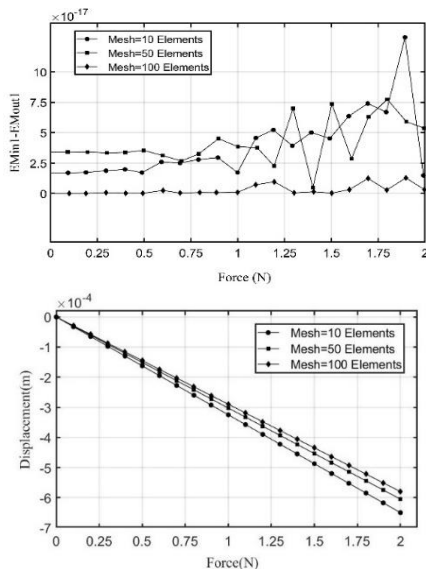 ×10⁻¹⁷
Mesh=10 Elements
Mesh=50 Elements
Mesh=100 Elements
10
7.5
5
2.5
0
EMin1-EMout1
0 0.25 0.5 0.75 1 1.25 1.5 1.75 2
Force (N)
×10⁻⁴
0
Mesh=10 Elements
Mesh=50 Elements
Mesh=100 Elements
-1
-2
-3
-4
-5
-6
-7
Displacement(m)
0 0.25 0.5 0.75 1 1.25 1.5 1.75 2
Force(N)